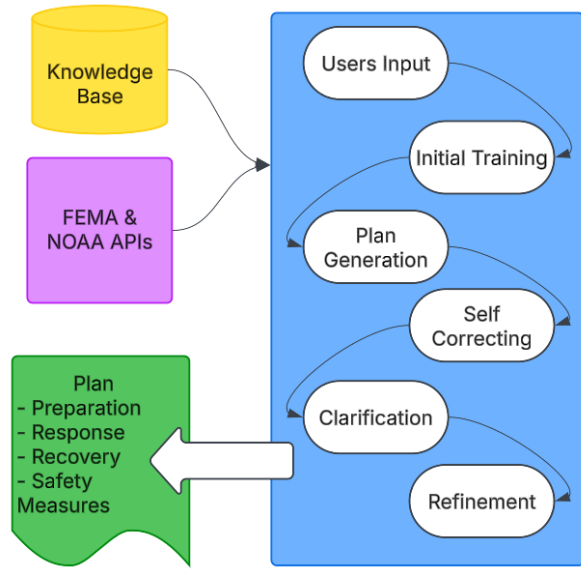 Knowledge
Base
FEMA &
NOAA APIs
Users Input
Initial Training
Plan
Generation
Self
Correcting
Clarification
Refinement
Plan
- Preparation
- Response
- Recovery
- Safety
Measures